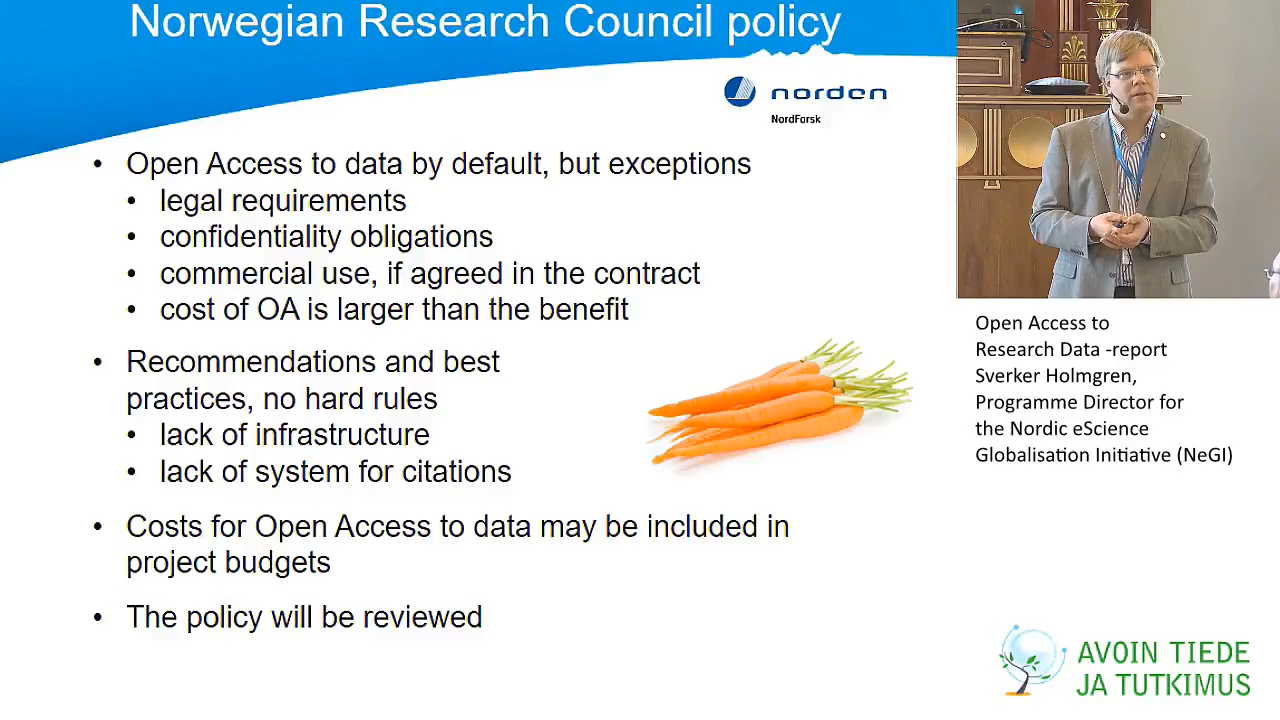 Norwegian Research Council policy
norden
NordForsk
• Open Access to data by default, but exceptions
• legal requirements
• confidentiality obligations
• commercial use, if agreed in the contract
• cost of OA is larger than the benefit
• Recommendations and best
practices, no hard rules
• lack of infrastructure
• lack of system for citations
• Costs for Open Access to data may be included in
project budgets
• The policy will be reviewed
Open Access to
Research Data -report
Sverker Holmgren,
Programme Director for
the Nordic eScience
Globalisation Initiative (NeGI)
AVOIN TIEDE
JA TUTKIMUS